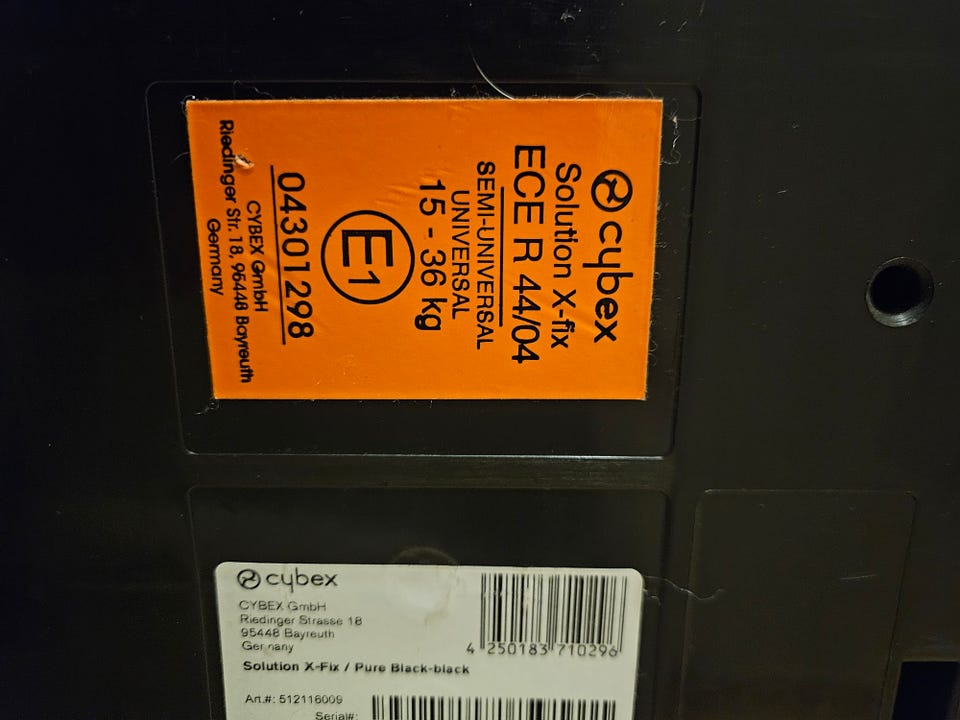 cybex
Solution X-fix
ECE R 44/04
SEMI-UNIVERSAL
UNIVERSAL
15 - 36 kg
E1
04301298
CYBEX GmbH
Riedinger Str. 18, 95448 Bayreuth
Germany
cybex
CYBEX GmbH
Riedinger Strasse 18
95448 Bayreuth
Germany
4 250183 710296
Solution X-Fix / Pure Black-black
Art.#: 512116009
Serial#: